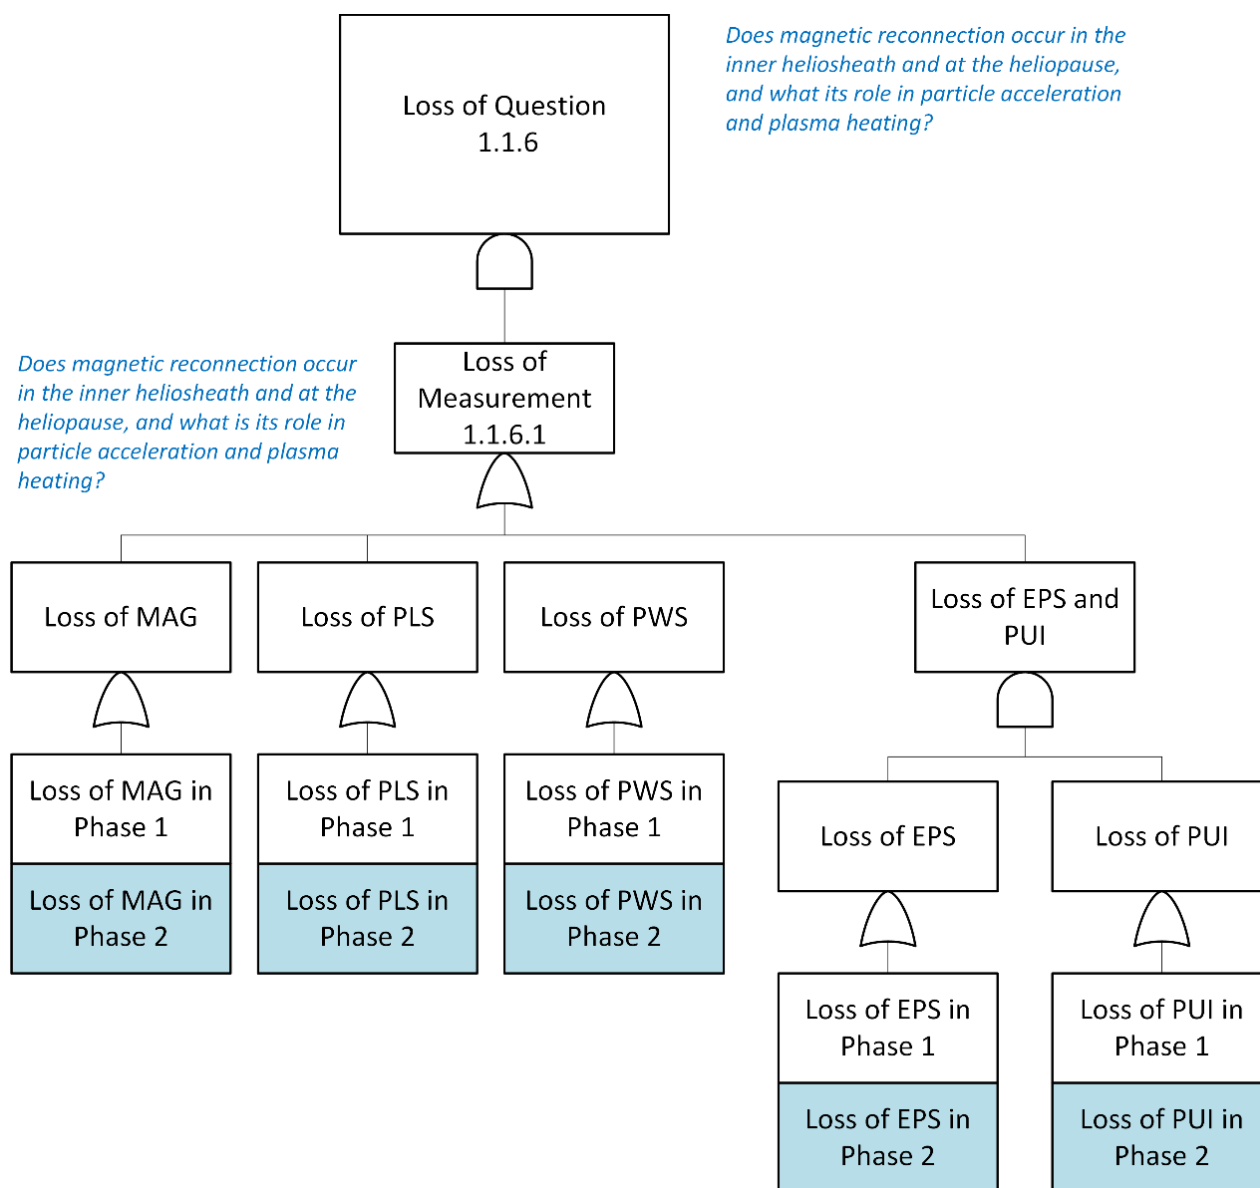 Loss of Question
1.1.6
Does magnetic reconnection occur in the
inner heliosheath and at the heliopause,
and what its role in particle acceleration
and plasma heating?
Does magnetic reconnection occur
in the inner heliosheath and at the
heliopause, and what is its role in
particle acceleration and plasma
heating?
Loss of
Measurement
1.1.6.1
Loss of MAG
Loss of PLS
Loss of PWS
Loss of EPS and
PUI
Loss of MAG in
Phase 1
Loss of MAG in
Phase 2
Loss of PLS in
Phase 1
Loss of PLS in
Phase 2
Loss of PWS in
Phase 1
Loss of PWS in
Phase 2
Loss of EPS
Loss of PUI
Loss of EPS in
Phase 1
Loss of EPS in
Phase 2
Loss of PUI in
Phase 1
Loss of PUI in
Phase 2